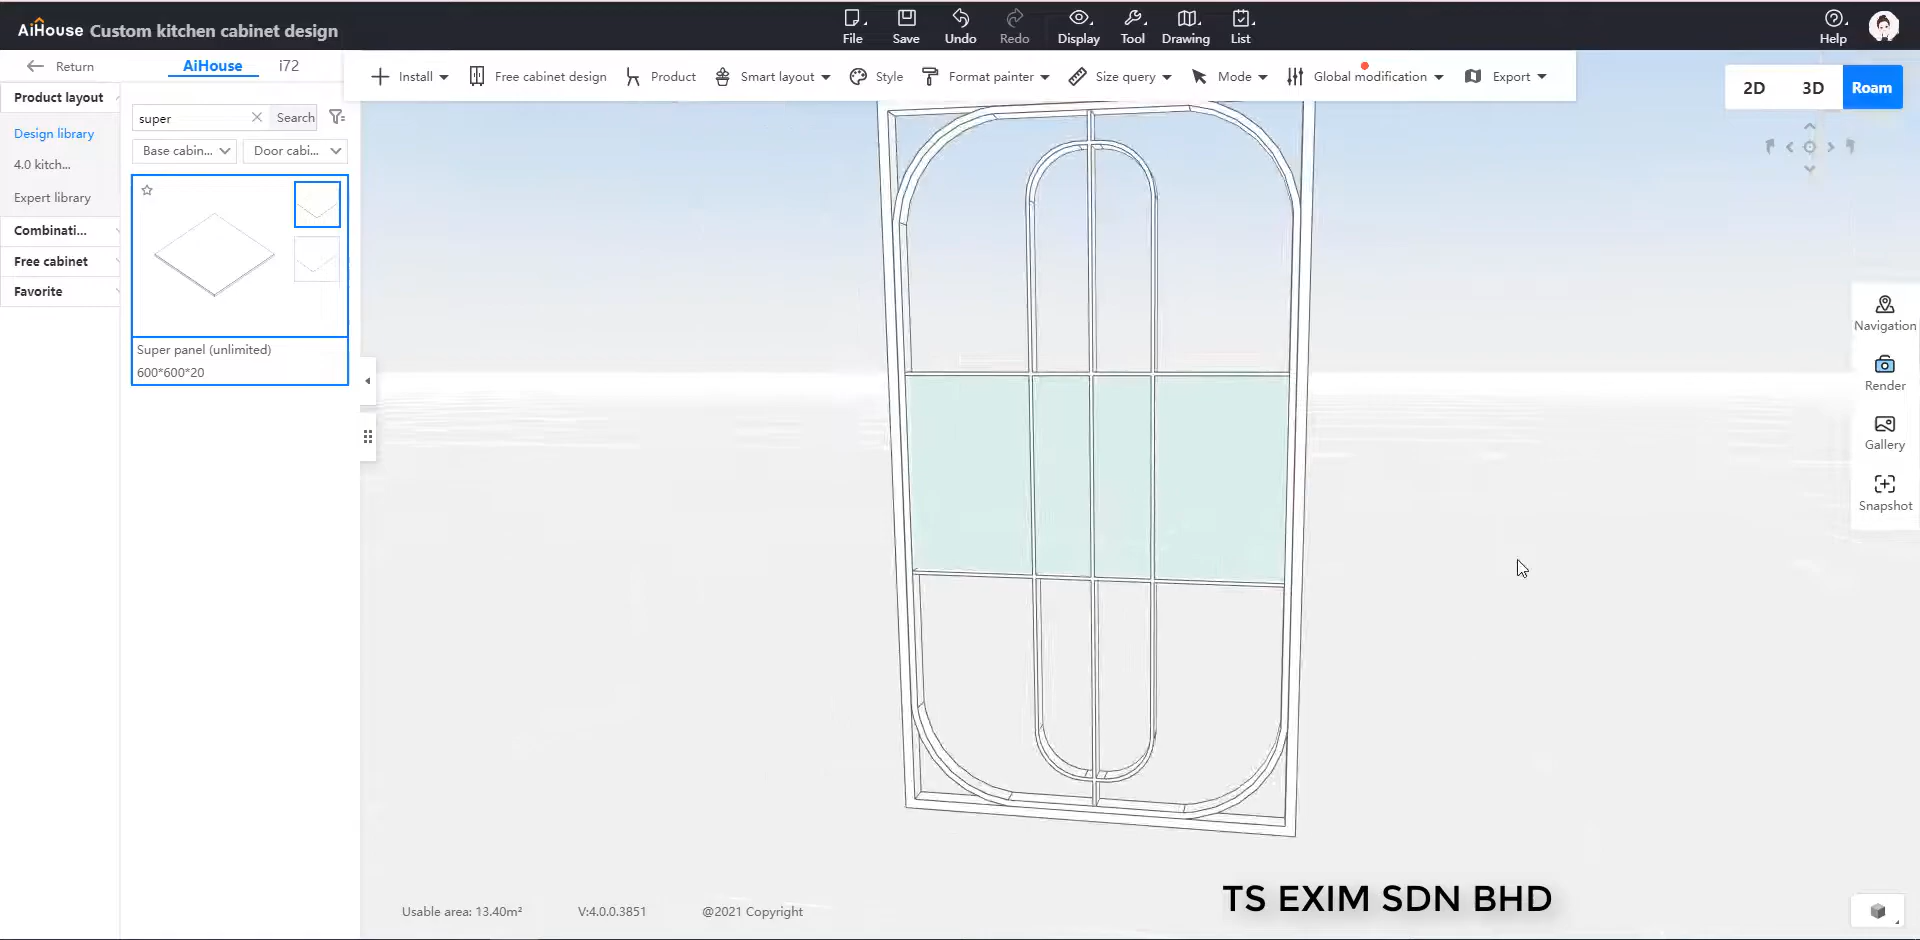 AiHouse Custom kitchen cabinet design
File
Save
Undo
Redo
Display
Tool
Drawing
List
Help
Return
AiHouse
i72
Install
Free cabinet design
Product
Smart layout
Style
Format painter
Size query
Mode
Global modification
Export
2D
3D
Roam
Product layout
Design library
4.0 kitch...
Expert library
Combinati...
Free cabinet
Favorite
super
Search
Base cabin...
Door cabi...
Super panel (unlimited)
600*600*20
Navigation
Render
Gallery
Snapshot
Usable area: 13.40m²
V:4.0.0.3851
@2021 Copyright
TS EXIM SDN BHD